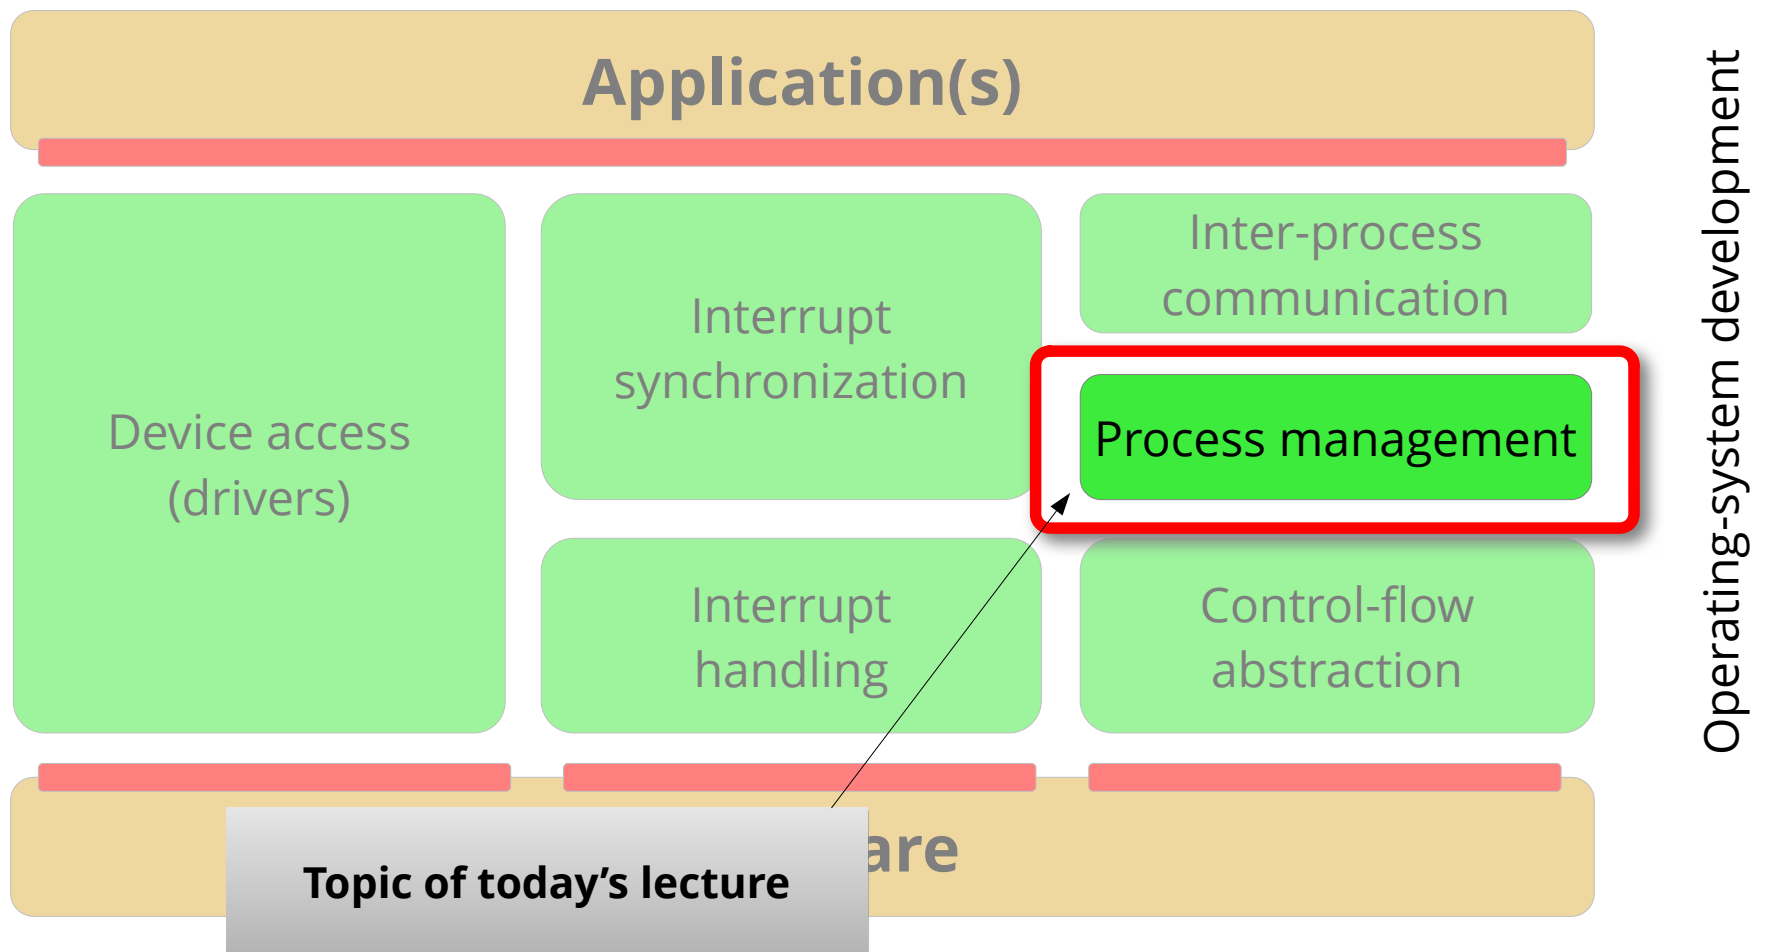 Application(s)
Device access
(drivers)
Interrupt
synchronization
Inter-process
communication
Process management
Interrupt
handling
Control-flow
abstraction
are
Topic of today’s lecture
Operating-system development